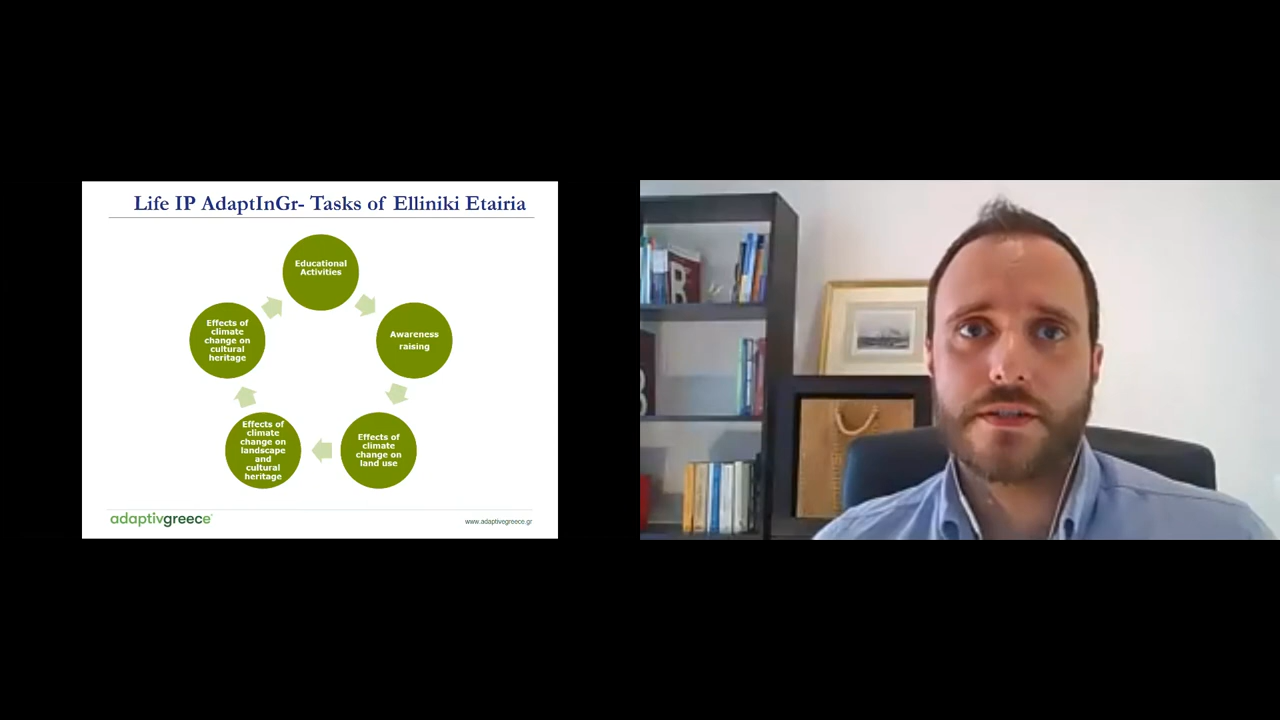 Life IP AdaptInGr- Tasks of Elliniki Etairia
Educational
Activities
Awareness
raising
Effects of
climate
change on
land use
Effects of
climate
change on
landscape
and
cultural
heritage
Effects of
climate
change on
cultural
heritage
adaptivgreece
www.adaptivgreece.gr